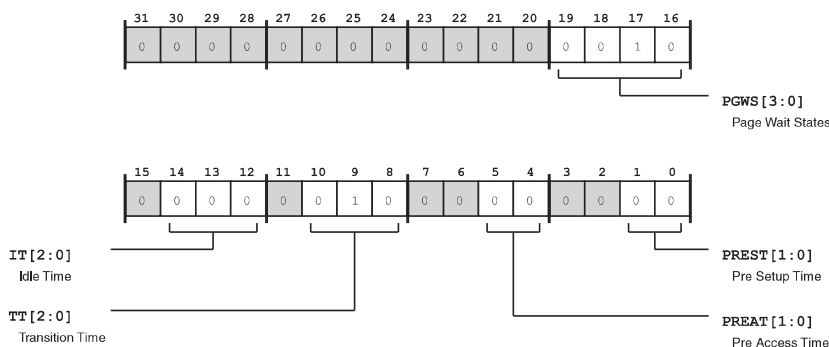 31 30 29 28 27 26 25 24 23 22 21 20 19 18 17 16
0 0 0 0 0 0 0 0 0 0 0 0 0 0 1 0
PGWS[3:0]
Page Wait States
15 14 13 12 11 10 9 8 7 6 5 4 3 2 1 0
0 0 0 0 0 0 1 0 0 0 0 0 0 0 0 0
IT[2:0]
Idle Time
PREST[1:0]
Pre Setup Time
TT[2:0]
Transition Time
PREAT[1:0]
Pre Access Time